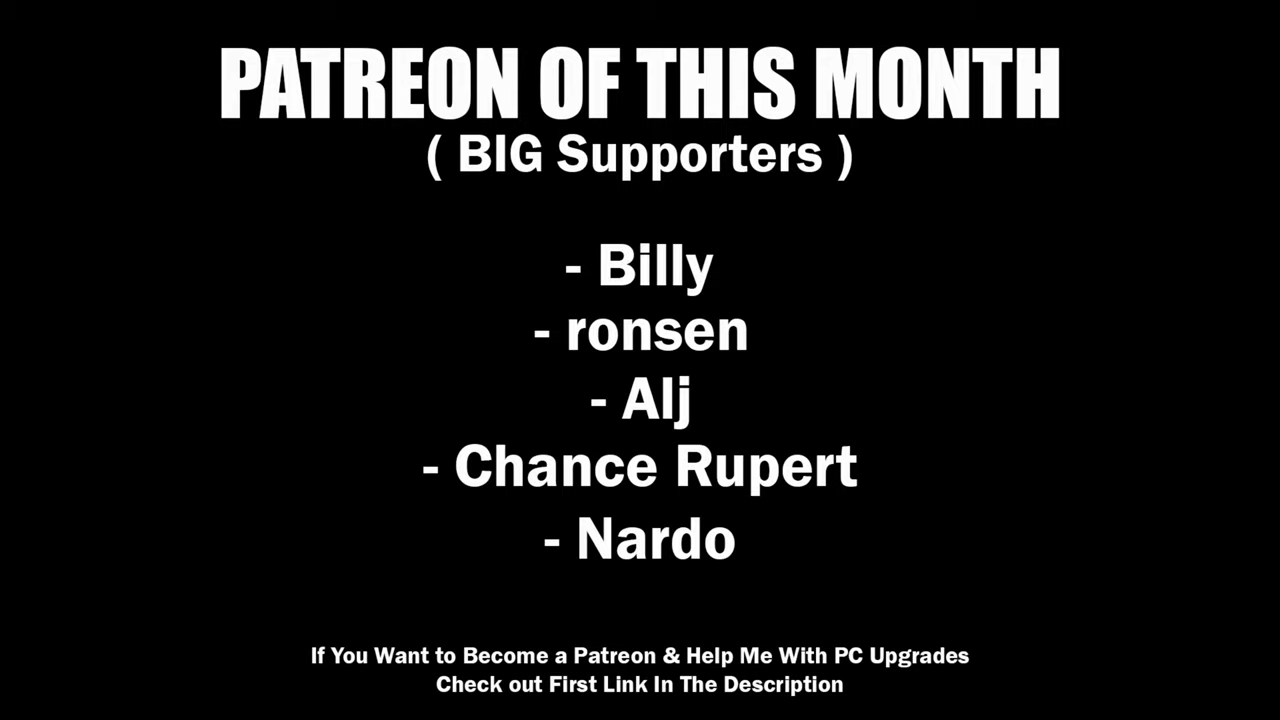 PATREON OF THIS MONTH
( BIG Supporters )
- Billy
- ronsen
- Alj
- Chance Rupert
- Nardo
If You Want to Become a Patreon & Help Me With PC Upgrades
Check out First Link In The Description